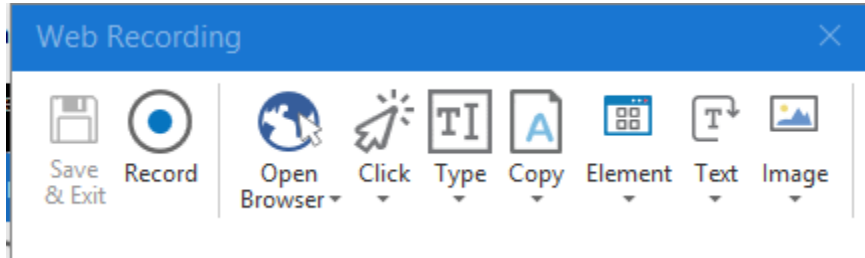 Web Recording
Save & Exit
Record
Open Browser
Click
Type
Copy
Element
Text
Image